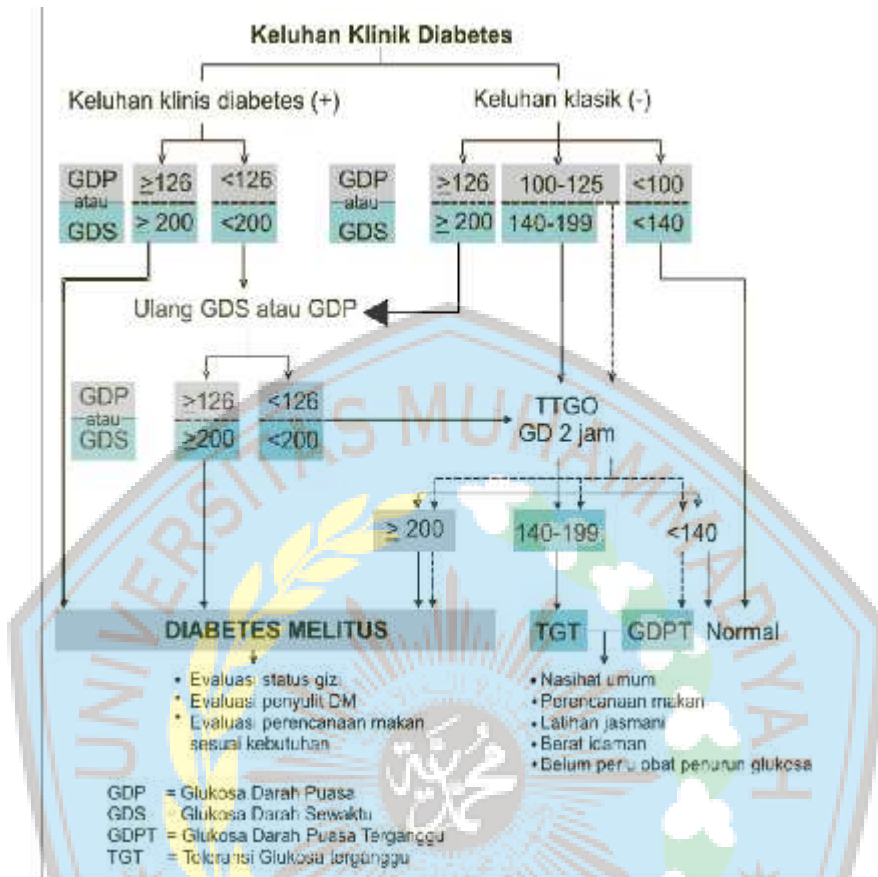 Keluhan Klinik Diabetes
Keluhan klinis diabetes (+) Keluhan klasik (-)
GDP ≥126 <126 GDP ≥126 100-125 <100
atau atau
GDS ≥ 200 <200 GDS ≥ 200 140-199 <140
Ulang GDS atau GDP
GDP >126 <126
atau
GDS ≥200 <200
TTGO
GD 2 jam
≥ 200 140-199 <140
DIABETES MELITUS TGT GDPT Normal
• Evaluasi status gizi
• Evaluasi penyulit DM
• Evaluasi perencanaan makan
sesuai kebutuhan
• Nasihat umum
• Perencanaan makan
• Latihan jasmani
• Berat idaman
• Belum perlu obat penurun glukosa
GDP = Glukosa Darah Puasa
GDS = Glukosa Darah Sewaktu
GDPT = Glukosa Darah Puasa Terganggu
TGT = Toleransi Glukosa terganggu
UNIVERSITAS MUHAMMADIYAH
محمدية